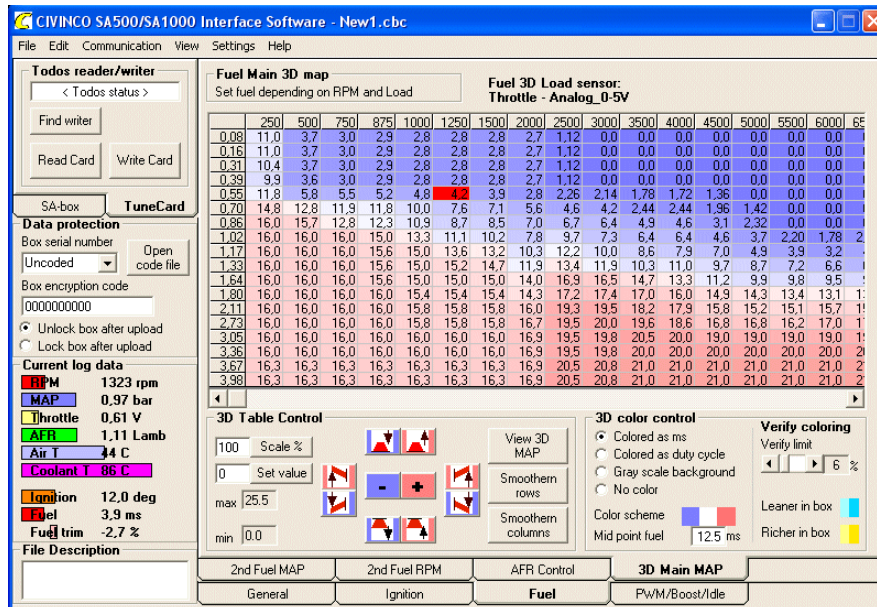 CIVINCO SA500/SA1000 Interface Software - New1.cbc
File Edit Communication View Settings Help
Todos reader/writer
< Todos status >
Find writer
Read Card Write Card
SA-box TuneCard
Data protection
Box serial number
Uncoded
Open code file
Box encryption code
0000000000
Unlock box after upload
Lock box after upload
Current log data
RPM 1323 rpm
MAP 0,97 bar
Throttle 0,61 V
AFR 1,11 Lamb
Air T 44 C
Coolant T 86 C
Ignition 12,0 deg
Fuel 3,9 ms
Fuel trim -2,7 %
File Description
Fuel Main 3D map
Set fuel depending on RPM and Load
Fuel 3D Load sensor:
Throttle - Analog_0-5V
250 500 750 875 1000 1250 1500 2000 2500 3000 3500 4000 4500 5000 5500 6000 65
0,08 11,0 3,7 3,0 2,9 2,8 2,8 2,8 2,7 1,12 0,0 0,0 0,0 0,0 0,0 0,0 0,0
0,16 11,0 3,7 3,0 2,9 2,8 2,8 2,8 2,7 1,12 0,0 0,0 0,0 0,0 0,0 0,0 0,0
0,31 10,4 3,7 3,0 2,9 2,8 2,8 2,8 2,7 1,12 0,0 0,0 0,0 0,0 0,0 0,0 0,0
0,39 9,9 3,6 3,0 2,9 2,8 2,8 2,8 2,7 1,12 0,0 0,0 0,0 0,0 0,0 0,0 0,0
0,55 11,8 5,8 5,5 5,2 4,8 4,2 3,9 2,8 2,26 2,14 1,78 1,72 1,36 0,0 0,0 0,0
0,70 14,8 12,8 11,9 11,8 10,0 7,6 7,1 5,6 4,6 4,2 2,44 2,44 1,96 1,42 0,0 0,0
0,86 16,0 15,7 12,8 12,3 10,9 8,7 8,5 7,0 6,7 6,4 4,9 4,6 3,1 2,32 0,0 0,0
1,02 16,0 16,0 16,0 15,0 13,3 11,1 10,2 7,8 9,7 7,3 6,4 6,4 4,6 3,7 2,20 1,78 2,
1,17 16,0 16,0 16,0 15,6 15,0 13,6 13,2 10,3 12,2 10,0 8,6 7,9 7,0 4,9 3,9 3,2
1,33 16,0 16,0 16,0 15,6 15,0 15,2 14,7 11,9 13,4 11,9 10,3 11,0 9,7 8,7 7,2 6,6
1,64 16,0 16,0 16,0 15,6 15,0 15,0 15,0 14,0 16,9 16,5 14,7 13,3 11,2 9,9 9,8 9,5
1,80 16,0 16,0 16,0 16,0 15,4 15,4 15,4 14,3 17,2 17,4 17,0 16,0 14,9 14,3 13,4 13,1
2,11 16,0 16,0 16,0 16,0 15,8 15,8 15,8 16,0 19,3 19,5 18,2 17,9 15,8 15,2 15,1 15,7
2,73 16,0 16,0 16,0 16,0 15,8 15,8 15,8 16,7 19,5 20,0 19,6 18,6 16,8 16,8 16,2 17,0
3,05 16,0 16,0 16,0 16,0 16,0 16,0 16,0 16,9 19,5 19,8 20,5 20,0 19,0 19,0 19,0 19,0
3,36 16,0 16,0 16,0 16,0 16,0 16,0 16,0 16,9 19,5 19,8 20,0 20,0 20,0 20,0 20,0 20,0
3,67 16,3 16,3 16,3 16,3 16,3 16,3 16,3 16,9 20,5 20,8 21,0 21,0 21,0 21,0 21,0 21,0
3,98 16,3 16,3 16,3 16,3 16,3 16,3 16,3 16,9 20,5 20,8 21,0 21,0 21,0 21,0 21,0 21,0
3D Table Control
100 Scale %
0 Set value
max 25.5
min 0.0
- +
View 3D MAP
Smoothern rows
Smoothern columns
3D color control
Colored as ms
Colored as duty cycle
Gray scale background
No color
Color scheme
Mid point fuel 12.5 ms
Verify coloring
Verify limit
6 %
Leaner in box
Richer in box
2nd Fuel MAP 2nd Fuel RPM AFR Control 3D Main MAP
General Ignition Fuel PWM/Boost/Idle